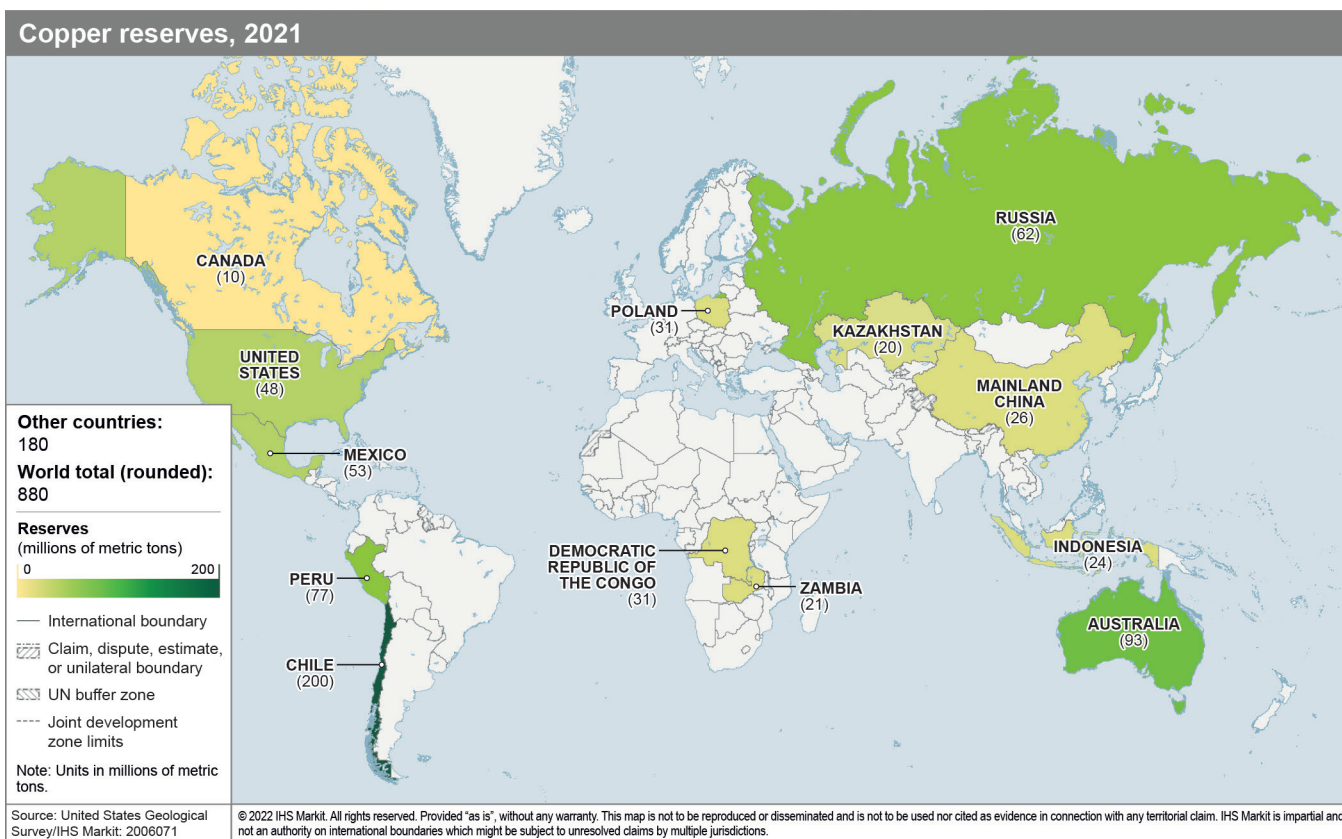 Copper reserves, 2021
CANADA
(10)
UNITED
STATES
(48)
MEXICO
(53)
PERU
(77)
CHILE
(200)
POLAND
(31)
RUSSIA
(62)
KAZAKHSTAN
(20)
MAINLAND
CHINA
(26)
DEMOCRATIC
REPUBLIC OF
THE CONGO
(31)
ZAMBIA
(21)
INDONESIA
(24)
AUSTRALIA
(93)
Other countries:
180
World total (rounded):
880
Reserves
(millions of metric tons)
0 200
International boundary
Claim, dispute, estimate,
or unilateral boundary
UN buffer zone
Joint development
zone limits
Note: Units in millions of metric
tons.
Source: United States Geological
Survey/IHS Markit: 2006071
© 2022 IHS Markit. All rights reserved. Provided “as is”, without any warranty. This map is not to be reproduced or disseminated and is not to be used nor cited as evidence in connection with any territorial claim. IHS Markit is impartial and
not an authority on international boundaries which might be subject to unresolved claims by multiple jurisdictions.